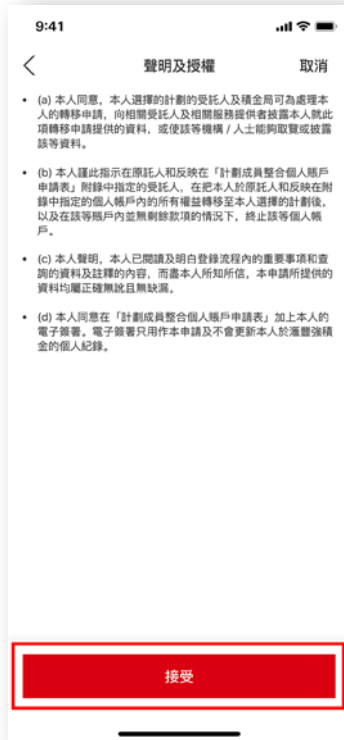 9:41
聲明及授權
取消
• (a) 本人同意，本人選擇的計劃的受託人及積金局可為處理本
人的轉移申請，向相關受託人及相關服務提供者披露本人就此
項轉移申請提供的資料，或使該等機構 / 人士能夠取覽或披露
該等資料。
• (b) 本人謹此指示在原託人和反映在「計劃成員整合個人賬戶
申請表」附錄中指定的受託人，在把本人於原託人和反映在附
錄中指定的個人帳戶內的所有權益轉移至本人選擇的計劃後，
以及在該等賬戶內並無剩餘款項的情況下，終止該等個人帳
戶。
• (c) 本人聲明，本人已閱讀及明白登錄流程內的重要事項和查
詢的資料及註釋的內容，而盡本人所知所信，本申請所提供的
資料均屬正確無訛且無缺漏。
• (d) 本人同意在「計劃成員整合個人賬戶申請表」加上本人的
電子簽署。電子簽署只用作本申請及不會更新本人於滙豐強積
金的個人紀錄。
接受